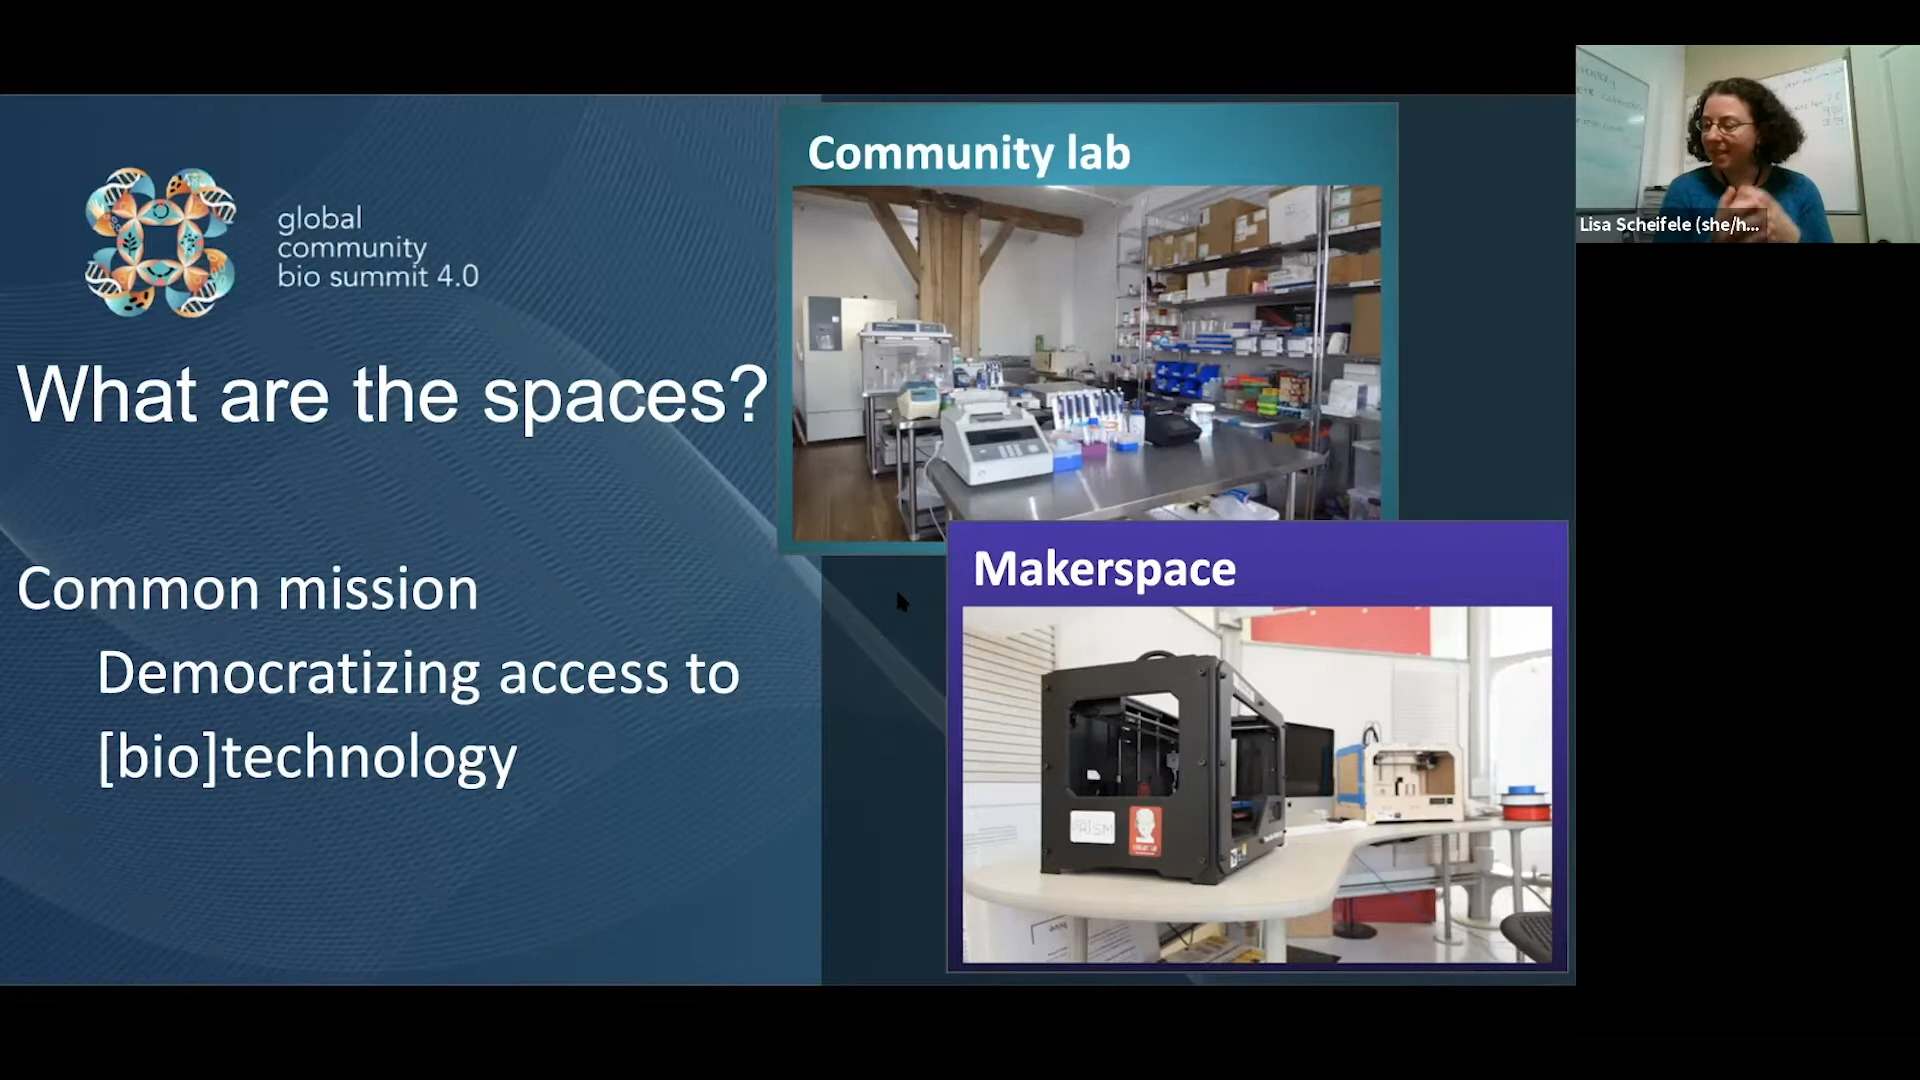 global
community
bio summit 4.0
What are the spaces?
Common mission
Democratizing access to
[bio]technology
Community lab
Makerspace
PRISM
Lisa Scheifele (she/h...